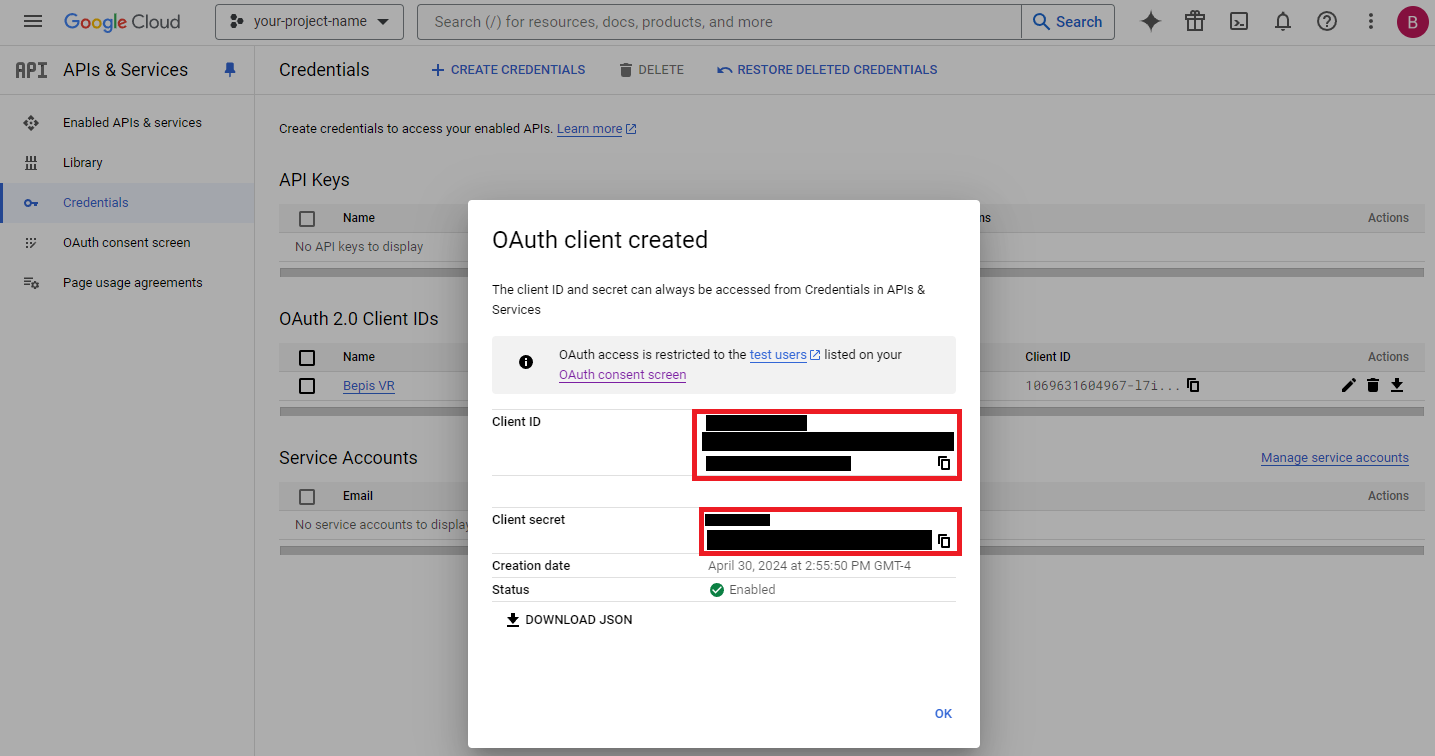 Google Cloud
your-project-name
Search (/) for resources, docs, products, and more
Search
B
API
APIs & Services
Credentials
CREATE CREDENTIALS
DELETE
RESTORE DELETED CREDENTIALS
Enabled APIs & services
Library
Credentials
OAuth consent screen
Page usage agreements
Create credentials to access your enabled APIs. Learn more
API Keys
Name
Actions
No API keys to display
OAuth 2.0 Client IDs
Name
Client ID
Actions
Bepis VR
1069631604967-l7i...
Service Accounts
Manage service accounts
Email
Actions
No service accounts to display
OAuth client created
The client ID and secret can always be accessed from Credentials in APIs &
Services
OAuth access is restricted to the test users listed on your
OAuth consent screen
Client ID
Client secret
Creation date
April 30, 2024 at 2:55:50 PM GMT-4
Status
Enabled
DOWNLOAD JSON
OK